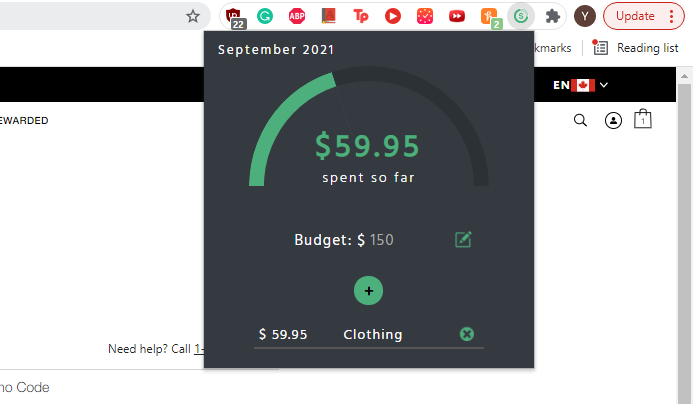 22
G
ABP
Tp
2
Y
Update
kmarks
Reading list
September 2021
EN
EWARDED
1
$59.95
spent so far
Budget: $ 150
+
$ 59.95 Clothing
Need help? Call 1-
no Code